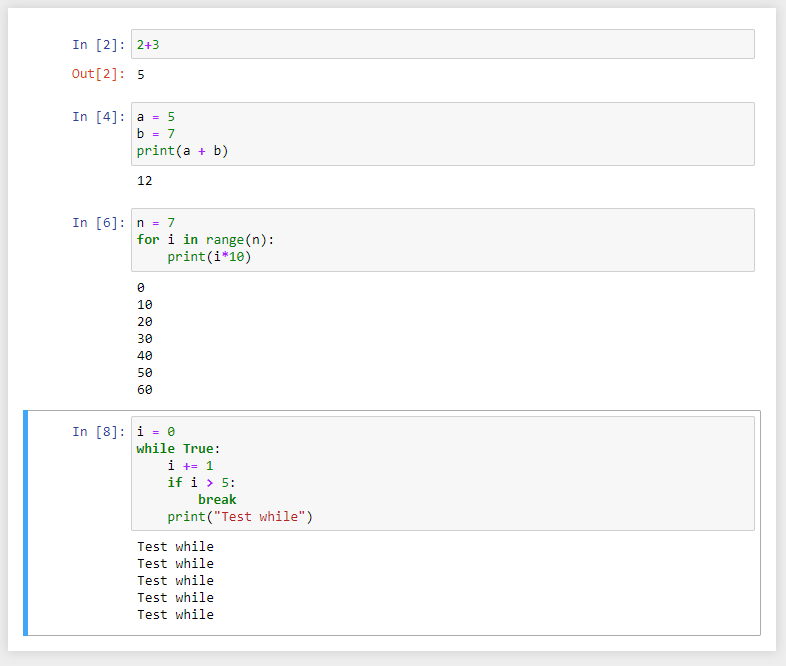 In [2]: 2+3
Out[2]: 5
In [4]: a = 5
b = 7
print(a + b)
12
In [6]: n = 7
for i in range(n):
    print(i*10)
0
10
20
30
40
50
60
In [8]: i = 0
while True:
    i += 1
    if i > 5:
        break
    print("Test while")
Test while
Test while
Test while
Test while
Test while